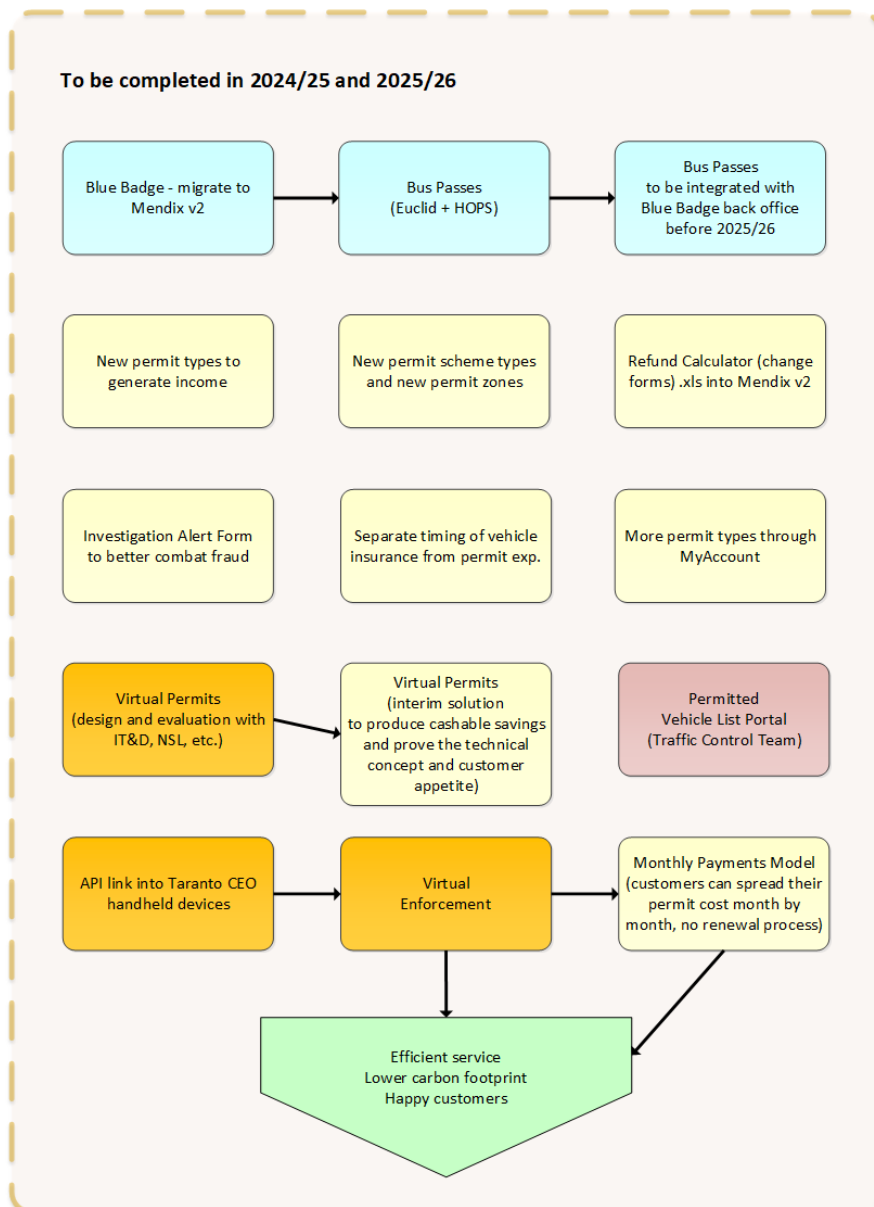 To be completed in 2024/25 and 2025/26
Blue Badge - migrate to
Mendix v2
Bus Passes
(Euclid + HOPS)
Bus Passes
to be integrated with
Blue Badge back office
before 2025/26
New permit types to
generate income
New permit scheme types
and new permit zones
Refund Calculator (change
forms) .xls into Mendix v2
Investigation Alert Form
to better combat fraud
Separate timing of vehicle
insurance from permit exp.
More permit types through
MyAccount
Virtual Permits
(design and evaluation with
IT&D, NSL, etc.)
Virtual Permits
(interim solution
to produce cashable savings
and prove the technical
concept and customer
appetite)
Permitted
Vehicle List Portal
(Traffic Control Team)
API link into Taranto CEO
handheld devices
Virtual
Enforcement
Monthly Payments Model
(customers can spread their
permit cost month by
month, no renewal process)
Efficient service
Lower carbon footprint
Happy customers